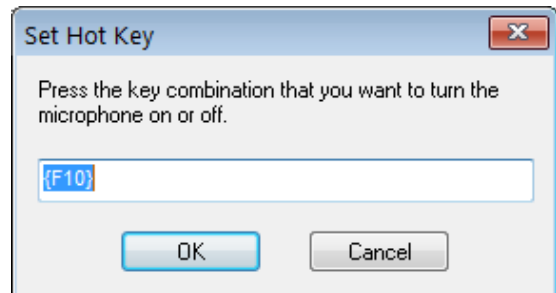 Set Hot Key
Press the key combination that you want to turn the
microphone on or off.
{F10}
OK Cancel